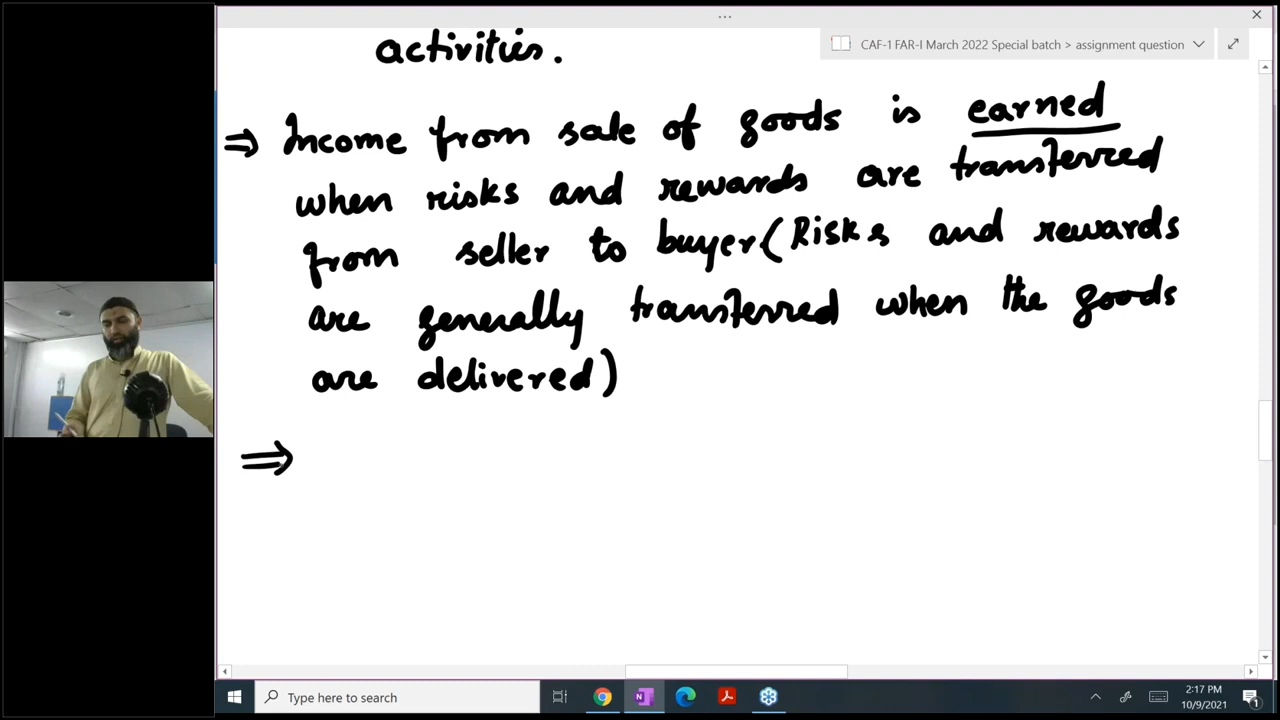 activities.
CAF-1 FAR-I March 2022 Special batch > assignment question
⇒ Income from sale of goods is earned
when risks and rewards are transferred
from seller to buyer (Risks and rewards
are generally transferred when the goods
are delivered)
⇒
Type here to search
2:17 PM
10/9/2021
1